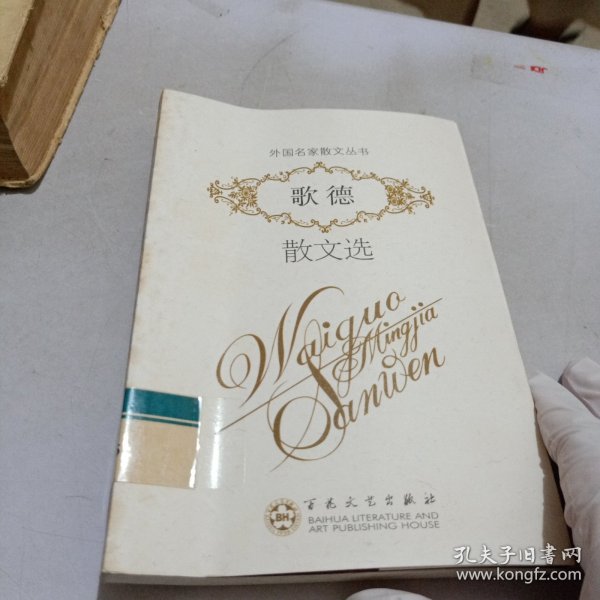 外国名家散文丛书
歌德
散文选
Waiguo
Mingjia
Sanwen
BH
百花文艺出版社
BAIHUA LITERATURE AND
ART PUBLISHING HOUSE
孔夫子旧书网
www.kongfz.com